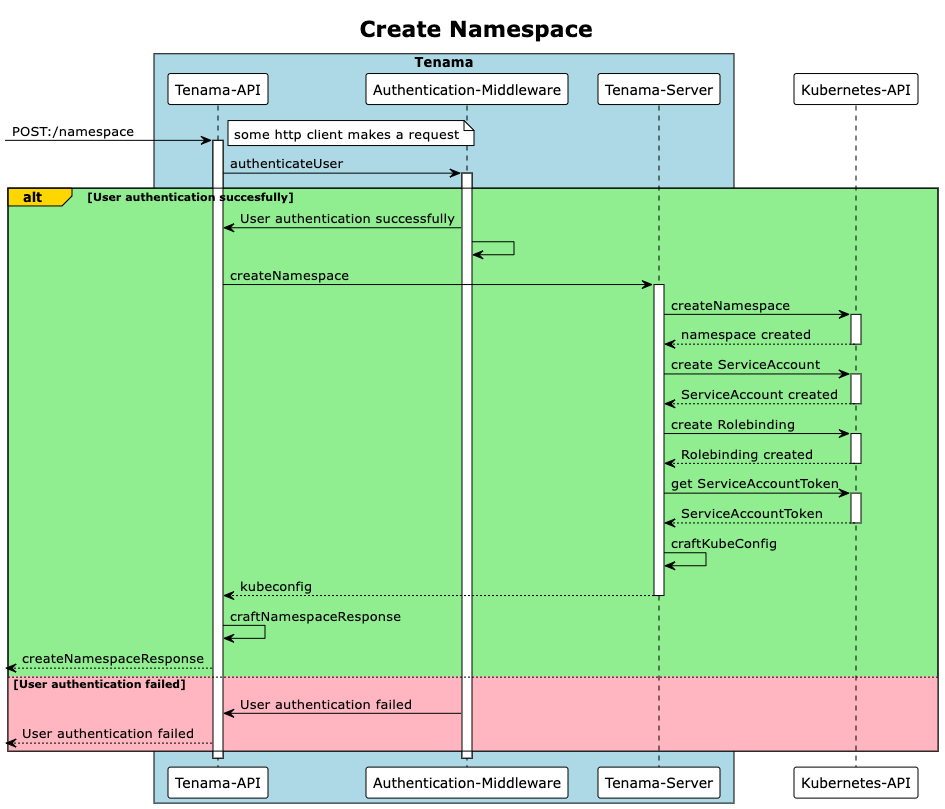 Create Namespace
Tenama
Tenama-API
Authentication-Middleware
Tenama-Server
Kubernetes-API
POST:/namespace
some http client makes a request
authenticateUser
alt
[User authentication succesfully]
User authentication successfully
createNamespace
createNamespace
namespace created
create ServiceAccount
ServiceAccount created
create Rolebinding
Rolebinding created
get ServiceAccountToken
ServiceAccountToken
craftKubeConfig
kubeconfig
craftNamespaceResponse
createNamespaceResponse
[User authentication failed]
User authentication failed
User authentication failed
Tenama-API
Authentication-Middleware
Tenama-Server
Kubernetes-API